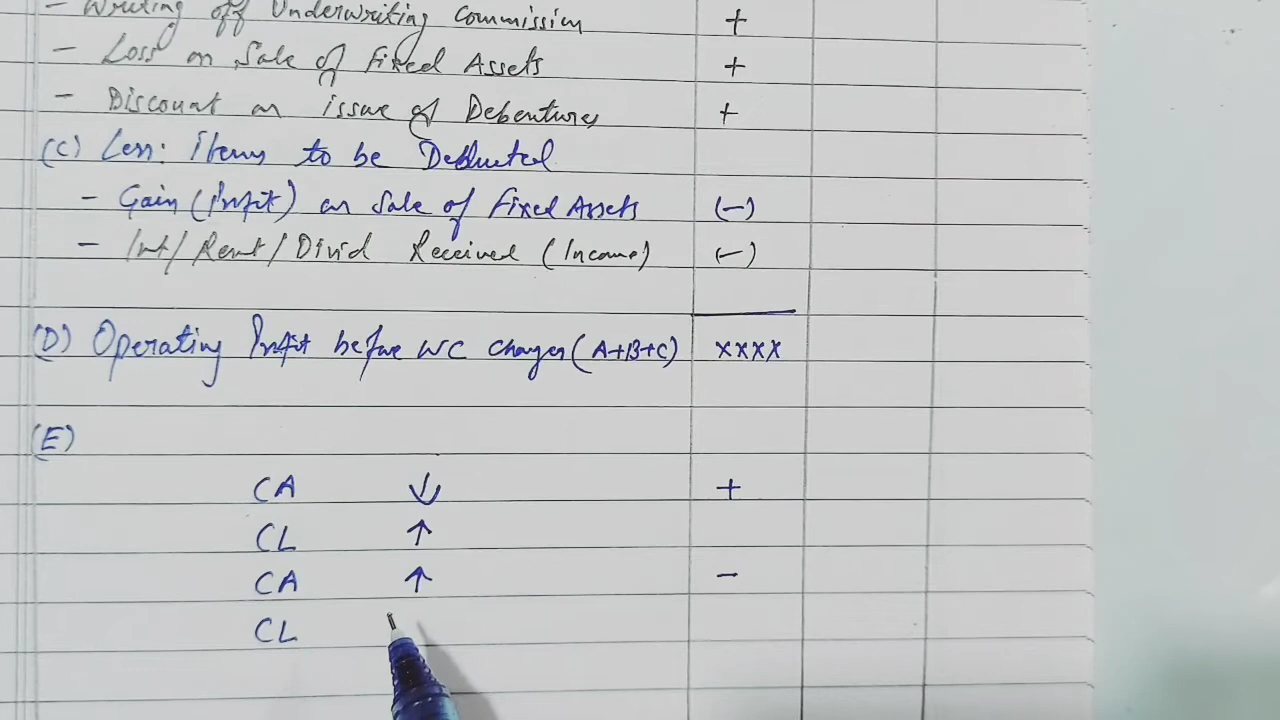 - Writing off Underwriting Commission +
- Loss on Sale of Fixed Assets +
- Discount on issue of Debentures +
(C) Less: Items to be Deducted
- Gain (Profit) on Sale of Fixed Assets (-)
- Int/Rent/Divid Received (Income) (-)
(D) Operating Profit before WC changes (A+B+C) xxxx
(E)
CA ↓ +
CL ↑
CA ↑ -
CL